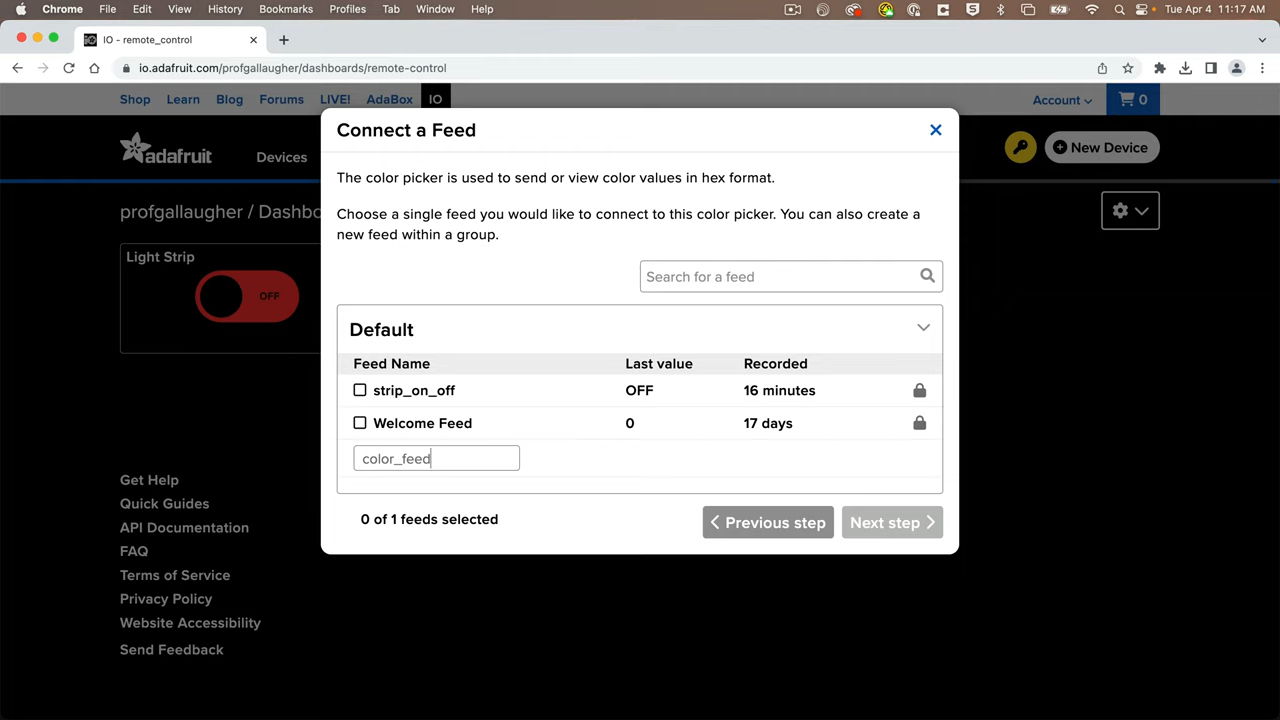 Chrome File Edit View History Bookmarks Profiles Tab Window Help Tue Apr 4 11:17 AM
IO - remote_control
io.adafruit.com/profgallaugher/dashboards/remote-control
Shop Learn Blog Forums LIVE! AdaBox IO Account 0
adafruit Devices New Device
profgallaugher / Dashbo
Light Strip
OFF
Connect a Feed
The color picker is used to send or view color values in hex format.
Choose a single feed you would like to connect to this color picker. You can also create a
new feed within a group.
Search for a feed
Default
Feed Name Last value Recorded
strip_on_off OFF 16 minutes
Welcome Feed 0 17 days
color_feed
0 of 1 feeds selected
Previous step Next step
Get Help
Quick Guides
API Documentation
FAQ
Terms of Service
Privacy Policy
Website Accessibility
Send Feedback